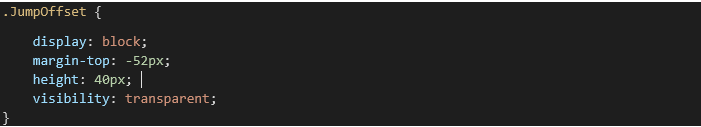 .JumpOffset {
display: block;
margin-top: -52px;
height: 40px;
visibility: transparent;
}